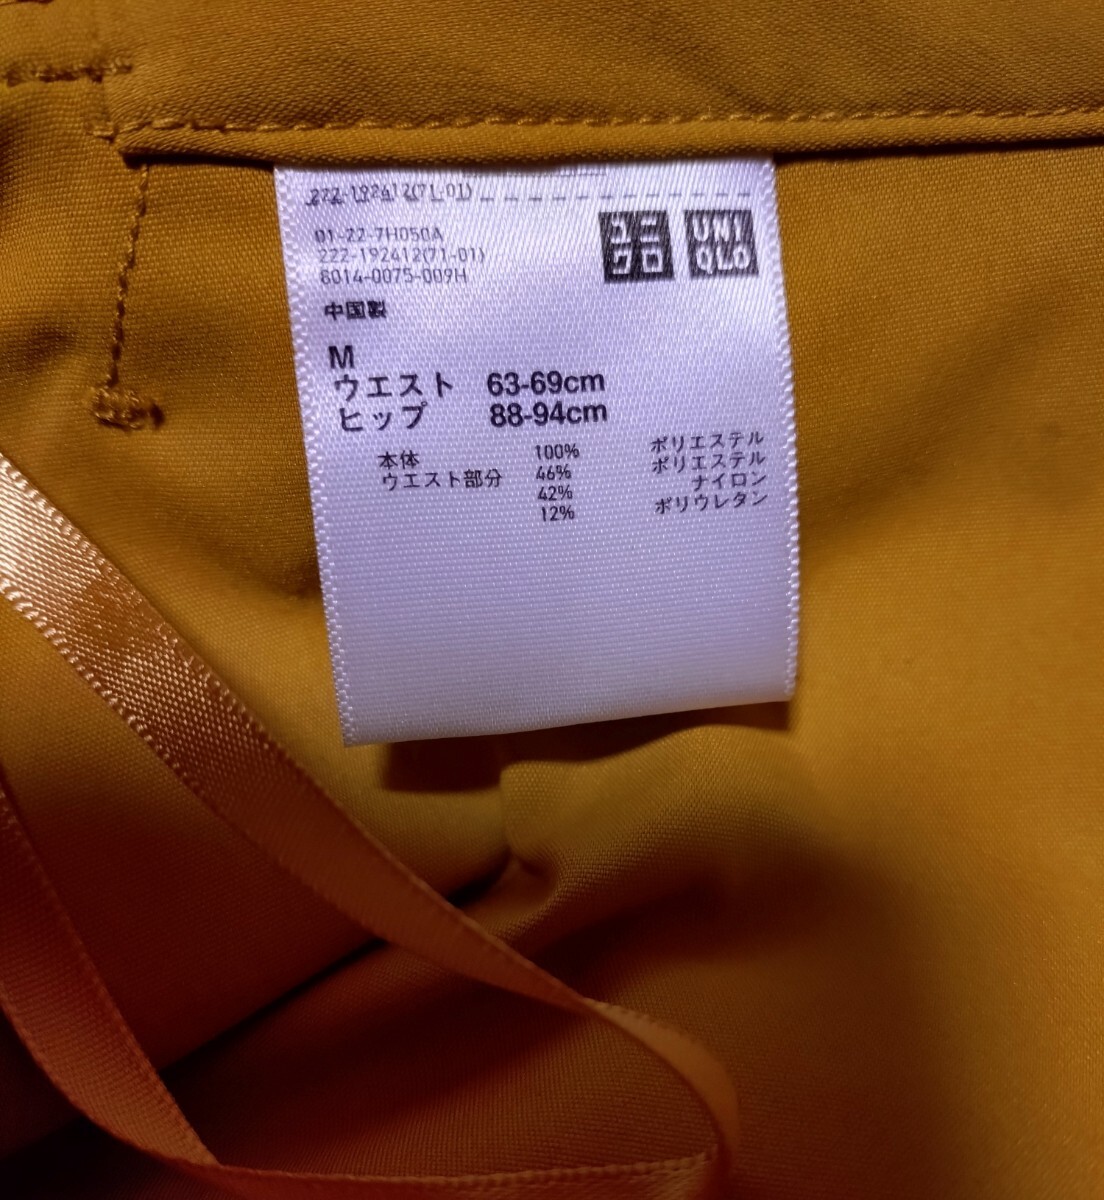 222-192412(71-01)
01-22-7H050A
222-192412(71-01)
6014-0075-009H
ユニ
クロ
UNI
QLO
中国製
M
ウエスト 63-69cm
ヒップ 88-94cm
本体 100% ポリエステル
ウエスト部分 46% ポリエステル
42% ナイロン
12% ポリウレタン